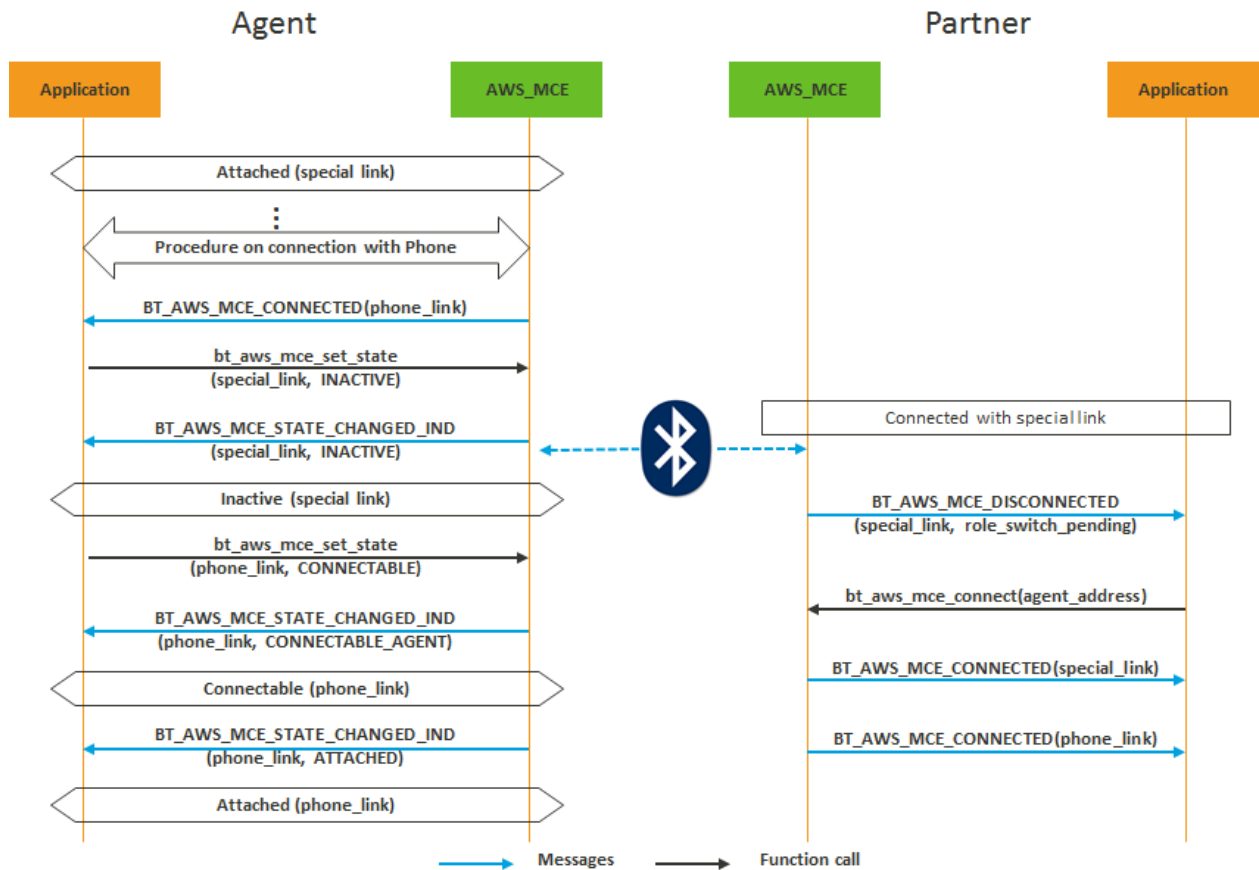 Agent
Partner
Application
AWS_MCE
AWS_MCE
Application
Attached (special link)
⋮
Procedure on connection with Phone
BT_AWS_MCE_CONNECTED(phone_link)
bt_aws_mce_set_state
(special_link, INACTIVE)
BT_AWS_MCE_STATE_CHANGED_IND
(special_link, INACTIVE)
Inactive (special link)
bt_aws_mce_set_state
(phone_link, CONNECTABLE)
BT_AWS_MCE_STATE_CHANGED_IND
(phone_link, CONNECTABLE_AGENT)
Connectable (phone_link)
BT_AWS_MCE_STATE_CHANGED_IND
(phone_link, ATTACHED)
Attached (phone_link)
Connected with special link
BT_AWS_MCE_DISCONNECTED
(special_link, role_switch_pending)
bt_aws_mce_connect(agent_address)
BT_AWS_MCE_CONNECTED(special_link)
BT_AWS_MCE_CONNECTED(phone_link)
Messages
Function call